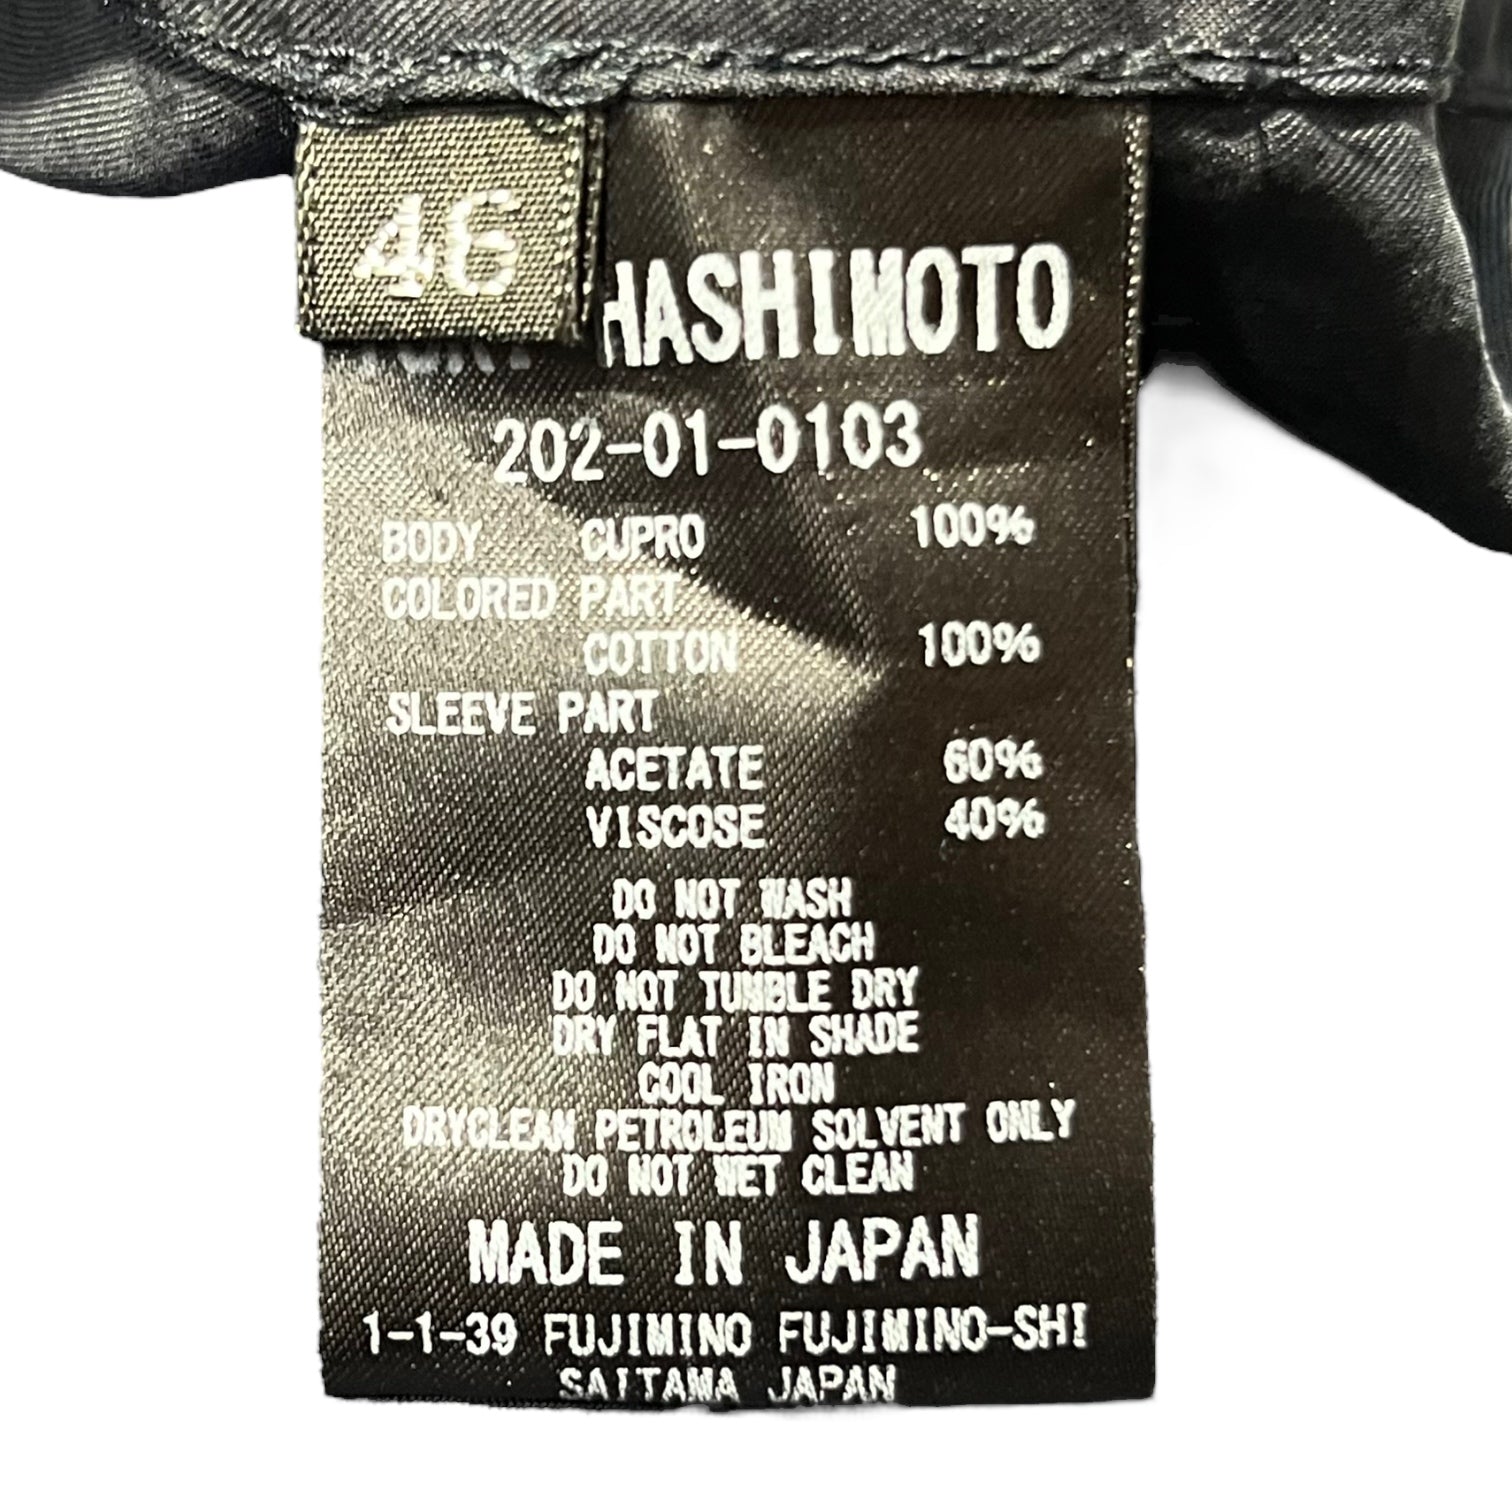 46
HASHIMOTO
202-01-0103
BODY CUPRO 100%
COLORED PART
COTTON 100%
SLEEVE PART
ACETATE 60%
VISCOSE 40%
DO NOT WASH
DO NOT BLEACH
DO NOT TUMBLE DRY
DRY FLAT IN SHADE
COOL IRON
DRYCLEAN PETROLEUM SOLVENT ONLY
DO NOT WET CLEAN
MADE IN JAPAN
1-1-39 FUJIMINO FUJIMINO-SHI
SAITAMA JAPAN